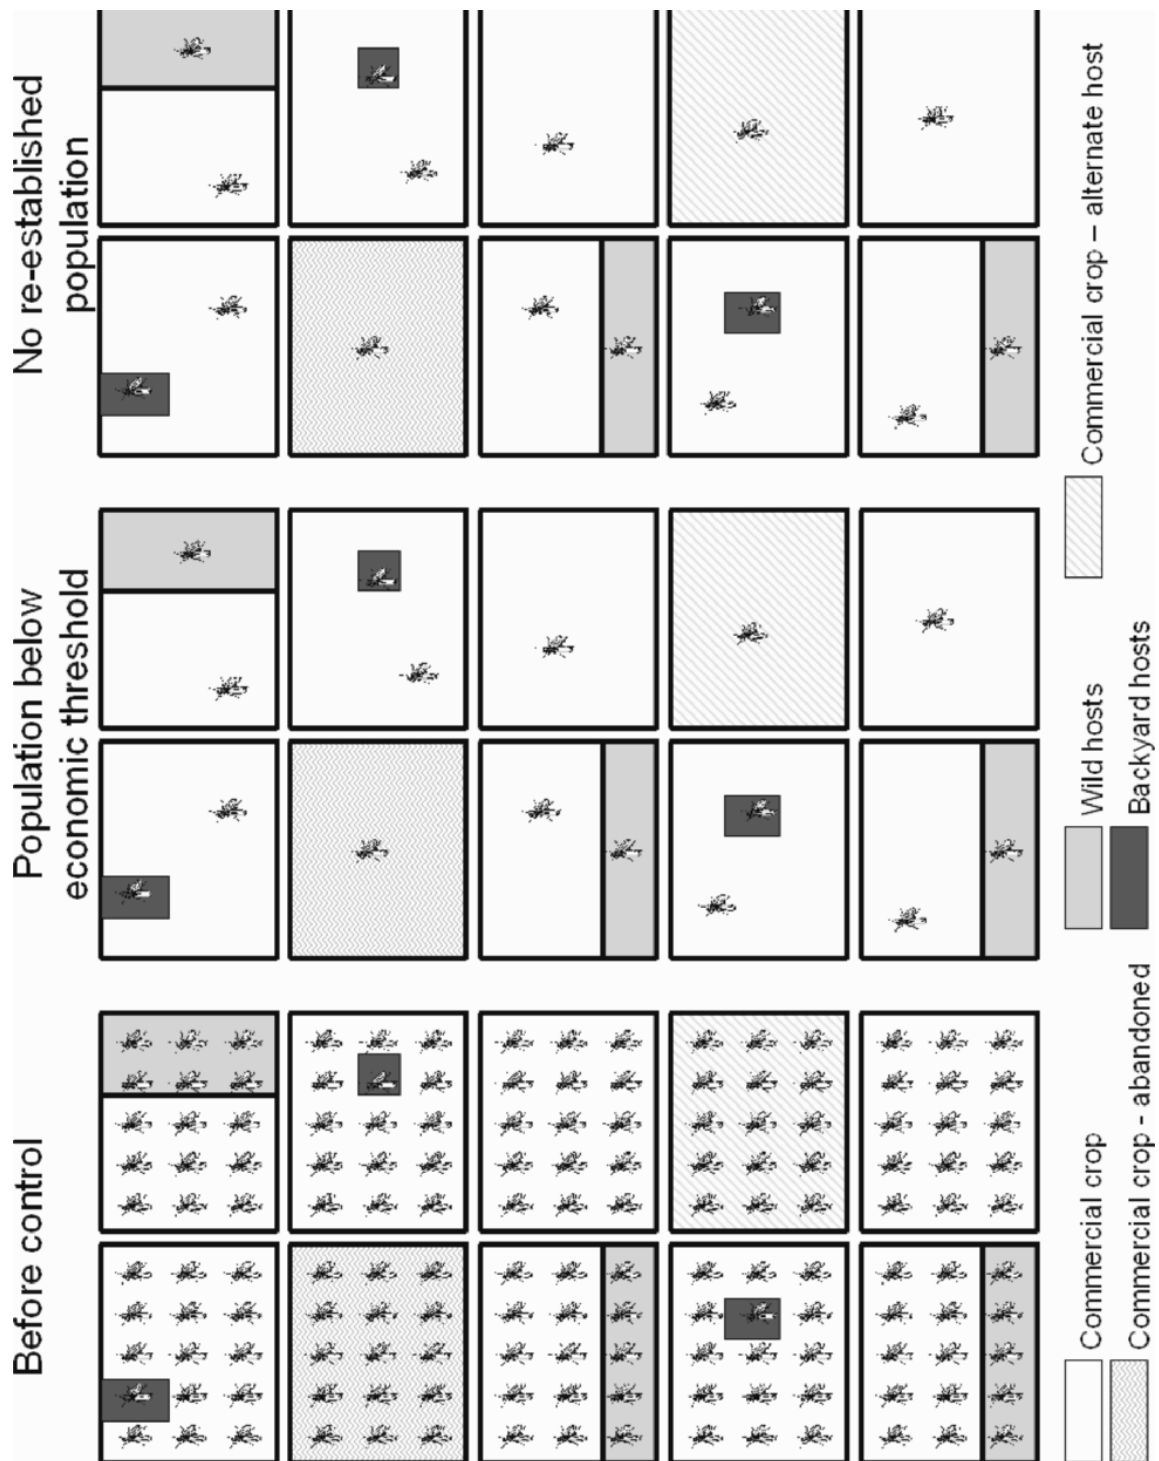 Before control
Population below
economic threshold
No re-established
population
Commercial crop
Commercial crop - abandoned
Wild hosts
Backyard hosts
Commercial crop – alternate host